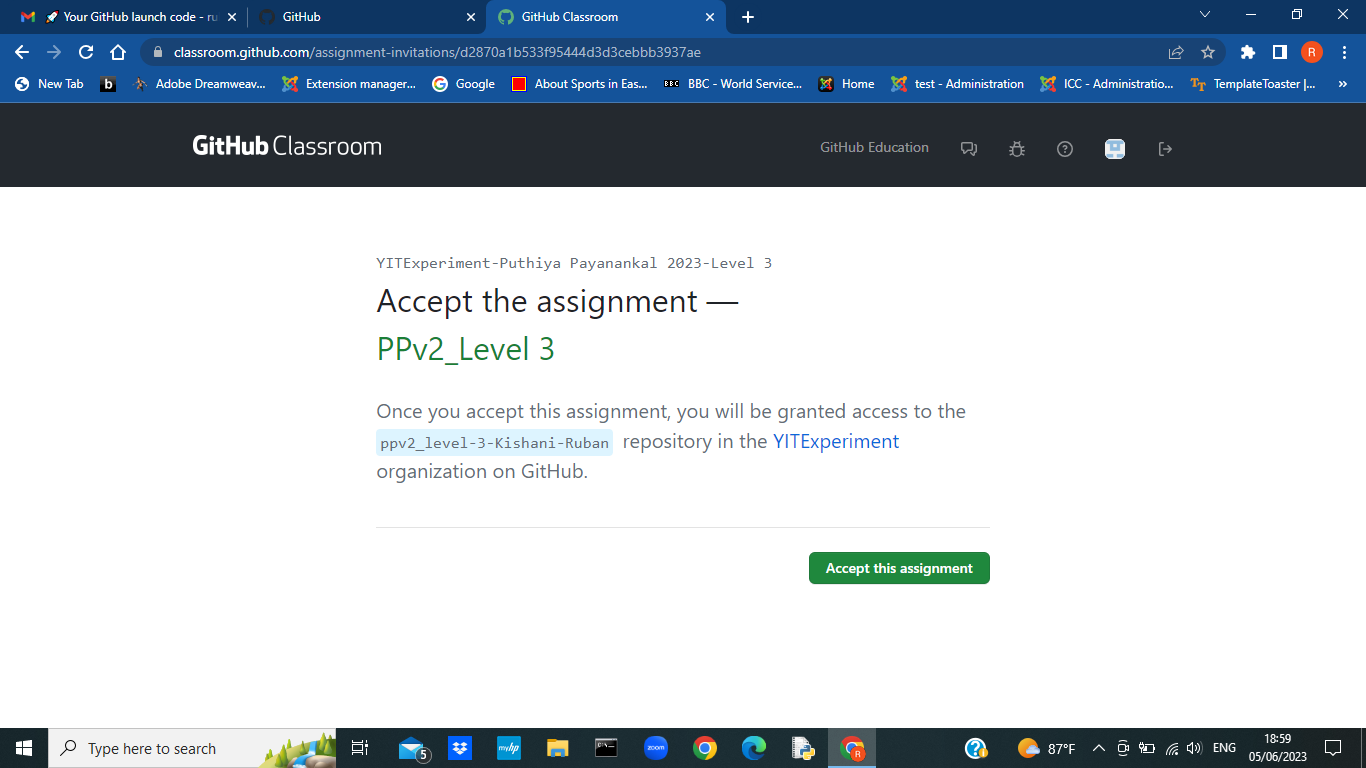 Your GitHub launch code - ru
GitHub
GitHub Classroom
classroom.github.com/assignment-invitations/d2870a1b533f95444d3d3cebbb3937ae
R
New Tab
b
Adobe Dreamweav...
Extension manager...
Google
About Sports in Eas...
BBC
BBC - World Service...
Home
test - Administration
ICC - Administratio...
TT
TemplateToaster |...
»
GitHub Classroom
GitHub Education
YITExperiment-Puthiya Payanankal 2023-Level 3
Accept the assignment —
PPv2_Level 3
Once you accept this assignment, you will be granted access to the
ppv2_level-3-Kishani-Ruban repository in the YITExperiment
organization on GitHub.
Accept this assignment
Type here to search
5
myhp
zoom
R
87°F
ENG
18:59
05/06/2023